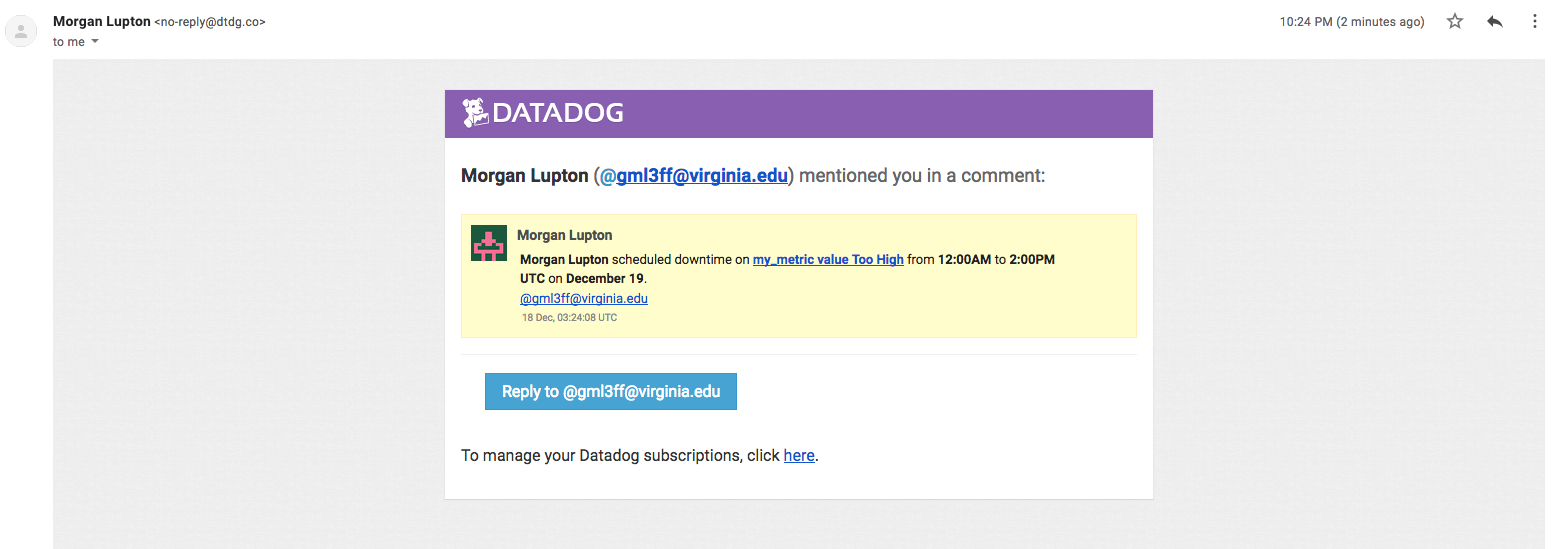 Morgan Lupton <no-reply@dtdg.co>
10:24 PM (2 minutes ago)
to me
DATADOG
Morgan Lupton (@gml3ff@virginia.edu) mentioned you in a comment:
Morgan Lupton
Morgan Lupton scheduled downtime on my_metric value Too High from 12:00AM to 2:00PM
UTC on December 19.
@gml3ff@virginia.edu
18 Dec, 03:24:08 UTC
Reply to @gml3ff@virginia.edu
To manage your Datadog subscriptions, click here.